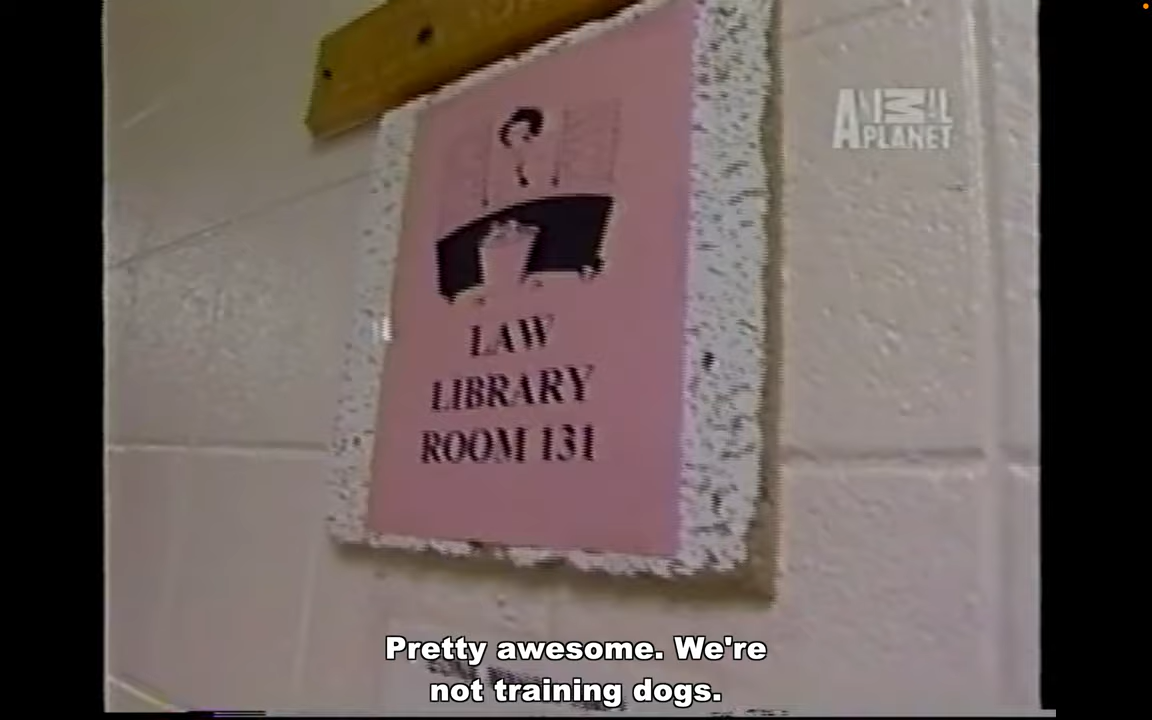 ANIMAL
PLANET
LAW
LIBRARY
ROOM 131
Pretty awesome. We're
not training dogs.